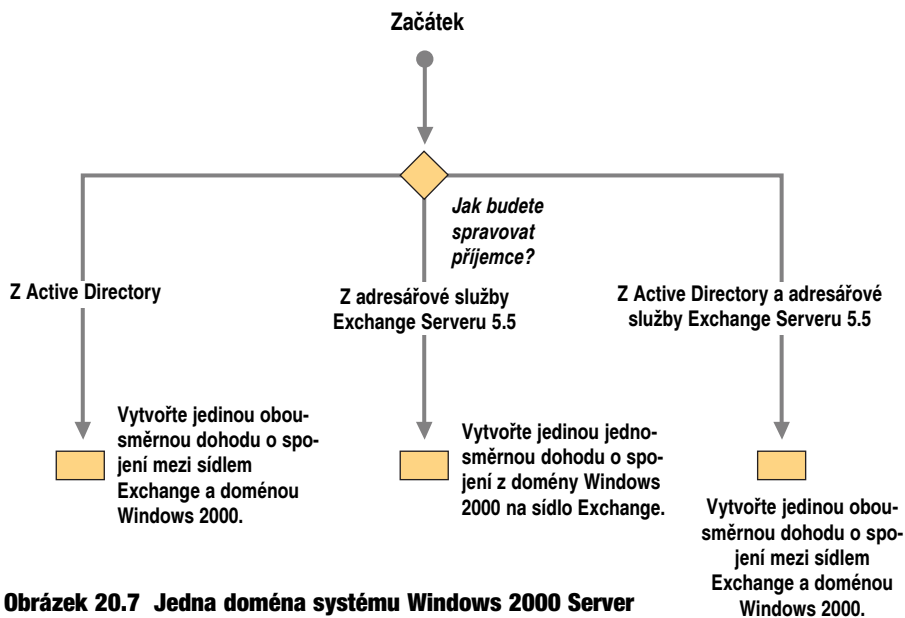 Začátek
Jak budete
spravovat
příjemce?
Z Active Directory
Z adresářové služby
Exchange Serveru 5.5
Z Active Directory a adresářové
služby Exchange Serveru 5.5
Vytvořte jedinou obou-
směrnou dohodu o spo-
jení mezi sídlem
Exchange a doménou
Windows 2000.
Vytvořte jedinou jedno-
směrnou dohodu o spo-
jení z domény Windows
2000 na sídlo Exchange.
Vytvořte jedinou obou-
směrnou dohodu o spo-
jení mezi sídlem
Exchange a doménou
Windows 2000.
Obrázek 20.7 Jedna doména systému Windows 2000 Server